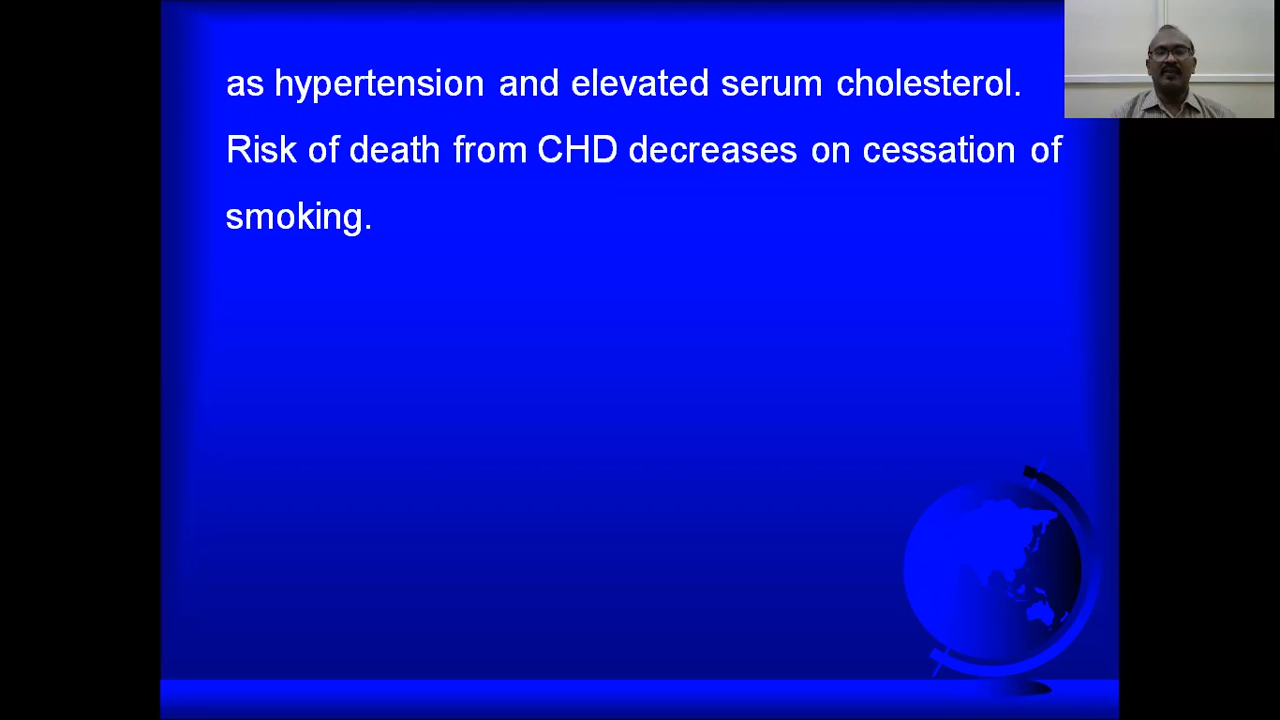 as hypertension and elevated serum cholesterol.
Risk of death from CHD decreases on cessation of
smoking.